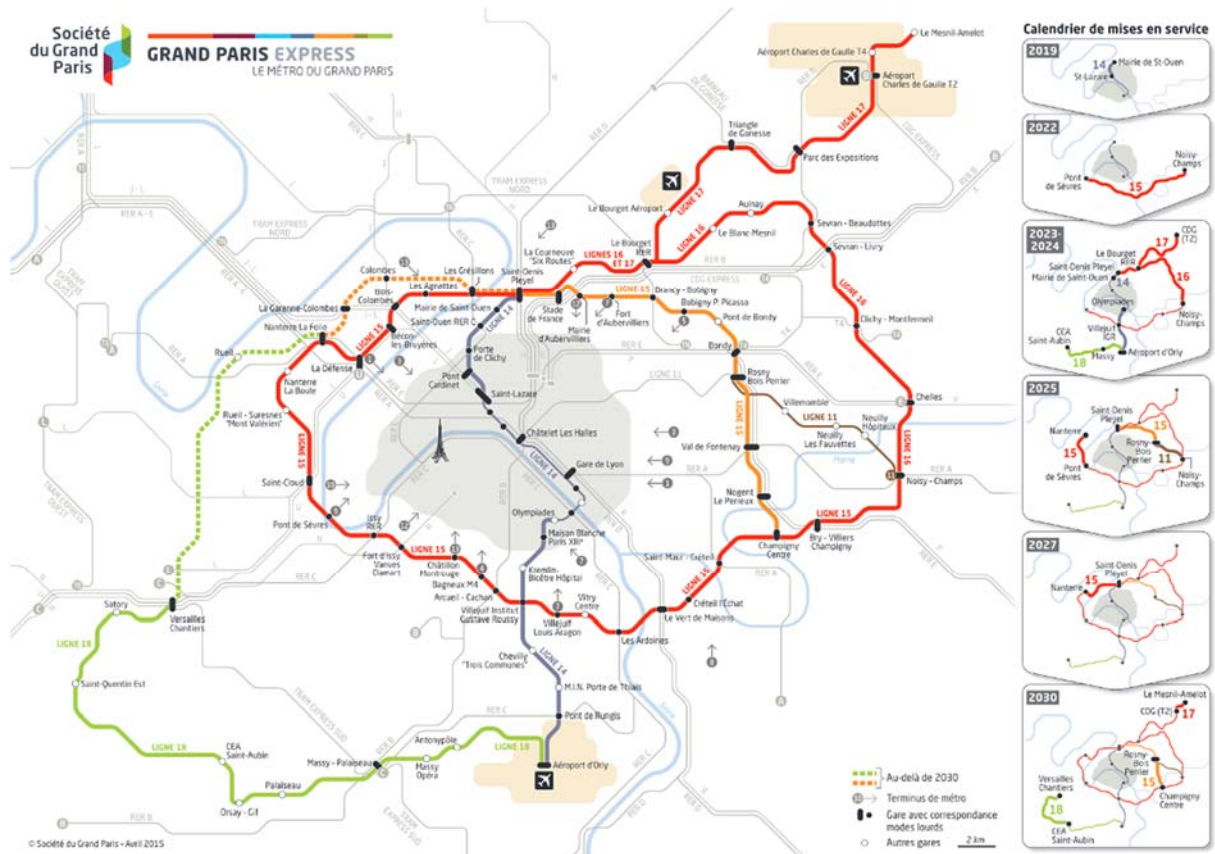 Société
du Grand
Paris
GRAND PARIS EXPRESS
LE MÉTRO DU GRAND PARIS
Le Mesnil-Amelot
Aéroport Charles de Gaulle T4
Aéroport
Charles de Gaulle T2
LIGNE 17
Triangle
de Gonesse
Parc des Expositions
Le Bourget Aéroport
LIGNE 17
Aulnay
Le Blanc-Mesnil
LIGNE 16
Sevran - Beaudottes
Sevran - Livry
Le Bourget
RER
La Courneuve
"Six Routes"
LIGNES 16
ET 17
TRAM EXPRESS
NORD
CDG EXPRESS
RER B
Colombes
Les Grésillons
Saint-Denis
Pleyel
Les Agnettes
Bois-
Colombes
La Garenne-Colombes
Mairie de Saint-Ouen
Saint-Ouen RER C
LIGNE 14
Stade
de France
LIGNE 15
Mairie
d'Aubervilliers
Fort
d'Aubervilliers
Drancy - Bobigny
Bobigny P. Picasso
Pont de Bondy
Bondy
LIGNE 16
Clichy - Montfermeil
Nanterre La Folie
LIGNE 15
Bécon-
les-Bruyères
La Défense
Rueil
Nanterre
La Boule
Rueil - Suresnes
"Mont Valérien"
Porte
de Clichy
Pont
Cardinet
Saint-Lazare
Châtelet Les Halles
LIGNE 14
Gare de Lyon
Rosny
Bois Perrier
LIGNE 11
Villemomble
LIGNE 11
Neuilly
Les Fauvettes
Neuilly
Hôpitaux
Chelles
LIGNE 15
Val de Fontenay
LIGNE 16
Noisy - Champs
Nogent
Le Perreux
LIGNE 15
Bry - Villiers
Champigny
Champigny
Centre
LIGNE 15
Saint-Cloud
Pont de Sèvres
Issy
RER
Fort d'Issy
Vanves
Clamart
LIGNE 15
Châtillon
Montrouge
Bagneux M4
Arcueil - Cachan
Villejuif Institut
Gustave Roussy
Villejuif
Louis Aragon
Vitry
Centre
Les Ardoines
Le Vert de Maisons
Créteil l'Échat
LIGNE 15
Saint-Maur - Créteil
Olympiades
Maison Blanche
Paris XIIIe
Kremlin-
Bicêtre Hôpital
Chevilly
"Trois Communes"
LIGNE 14
M.I.N. Porte de Thiais
Pont de Rungis
Aéroport d'Orly
LIGNE 18
Antonypôle
Massy
Opéra
Massy - Palaiseau
Palaiseau
Orsay - Gif
CEA
Saint-Aubin
LIGNE 18
Saint-Quentin Est
LIGNE 18
Satory
Versailles
Chantiers
TRAM EXPRESS
SUD
Seine
Marne
Au-delà de 2030
Terminus de métro
Gare avec correspondance
modes lourds
Autres gares
2 km
© Société du Grand Paris - Avril 2015
Calendrier de mises en service
2019
14
Mairie de St-Ouen
St-Lazare
2022
Noisy-
Champs
Pont
de Sèvres
15
2023-
2024
CDG
(T2)
17
Le Bourget
RER
Saint Denis Pleyel
Mairie de Saint-Ouen
14
16
Olympiades
Noisy-
Champs
Villejuif
IGR
CEA
Saint-Aubin
18
Massy
Aéroport d'Orly
2025
Saint-Denis
Pleyel
15
Nanterre
15
Rosny-
Bois
Perrier
11
Pont de
Sèvres
Noisy-
Champs
2027
Saint-Denis
Pleyel
15
Nanterre
2030
Le Mesnil-Amelot
CDG (T2)
17
Rosny-
Bois
Perrier
15
Versailles
Chantiers
18
Champigny
Centre
CEA
Saint-Aubin